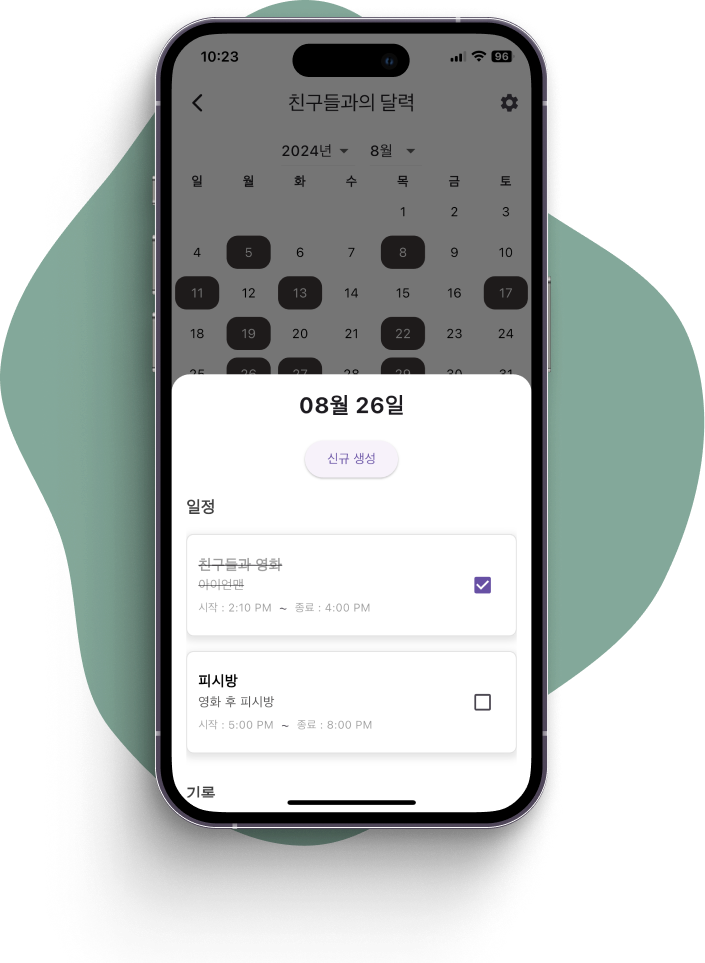 10:23 96
친구들과의 달력
2024년 8월
일 월 화 수 목 금 토
1 2 3
4 5 6 7 8 9 10
11 12 13 14 15 16 17
18 19 20 21 22 23 24
25 26 27 28 29 30 31
08월 26일
신규 생성
일정
친구들과 영화
아이언맨
시작 : 2:10 PM ~ 종료 : 4:00 PM
피시방
영화 후 피시방
시작 : 5:00 PM ~ 종료 : 8:00 PM
기록